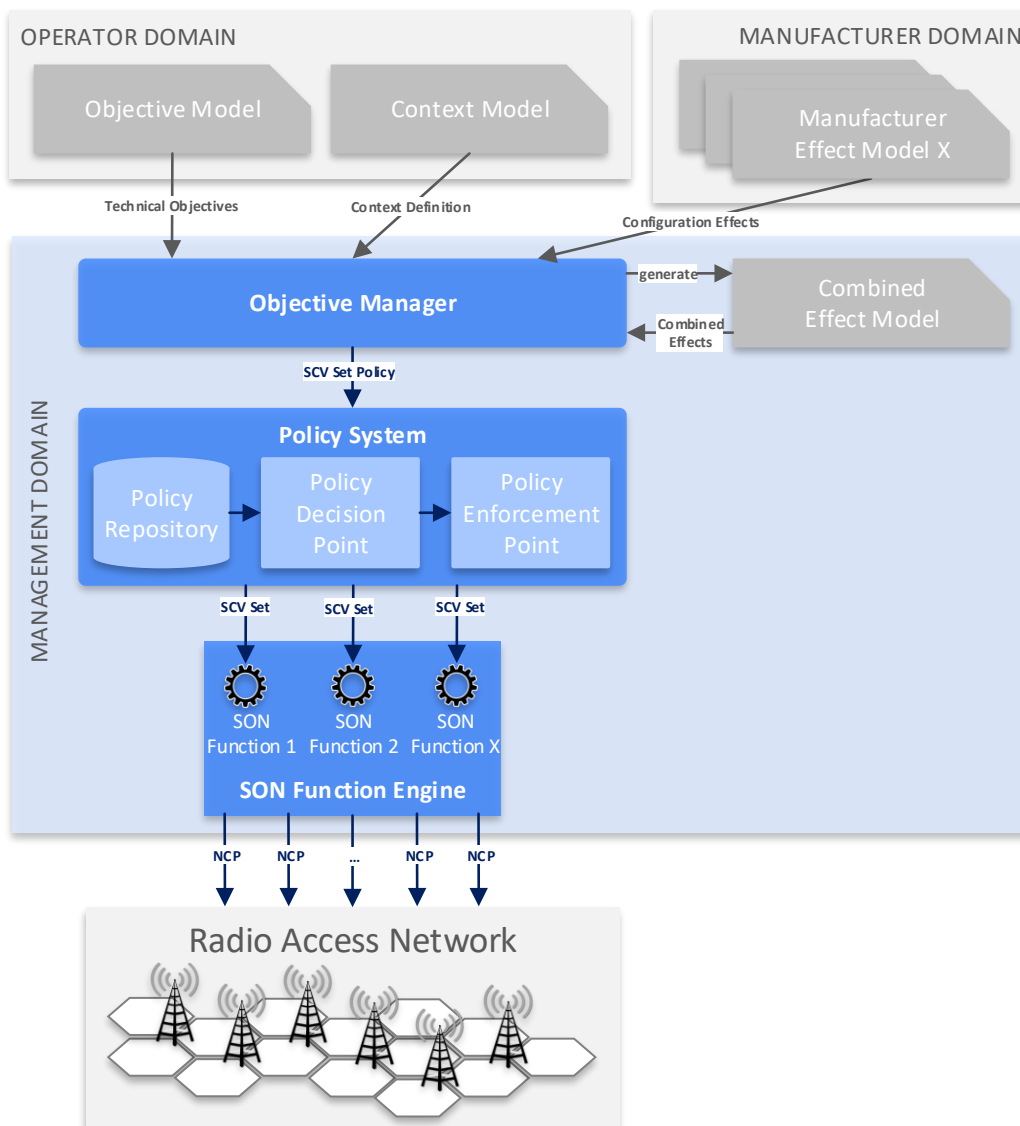 OPERATOR DOMAIN
MANUFACTURER DOMAIN
Objective Model
Context Model
Manufacturer
Effect Model X
Technical Objectives
Context Definition
Configuration Effects
Objective Manager
generate
Combined
Effects
Combined
Effect Model
SCV Set Policy
MANAGEMENT DOMAIN
Policy System
Policy
Repository
Policy
Decision
Point
Policy
Enforcement
Point
SCV Set
SCV Set
SCV Set
SON
Function 1
SON
Function 2
SON
Function X
SON Function Engine
NCP
NCP
...
NCP
NCP
Radio Access Network